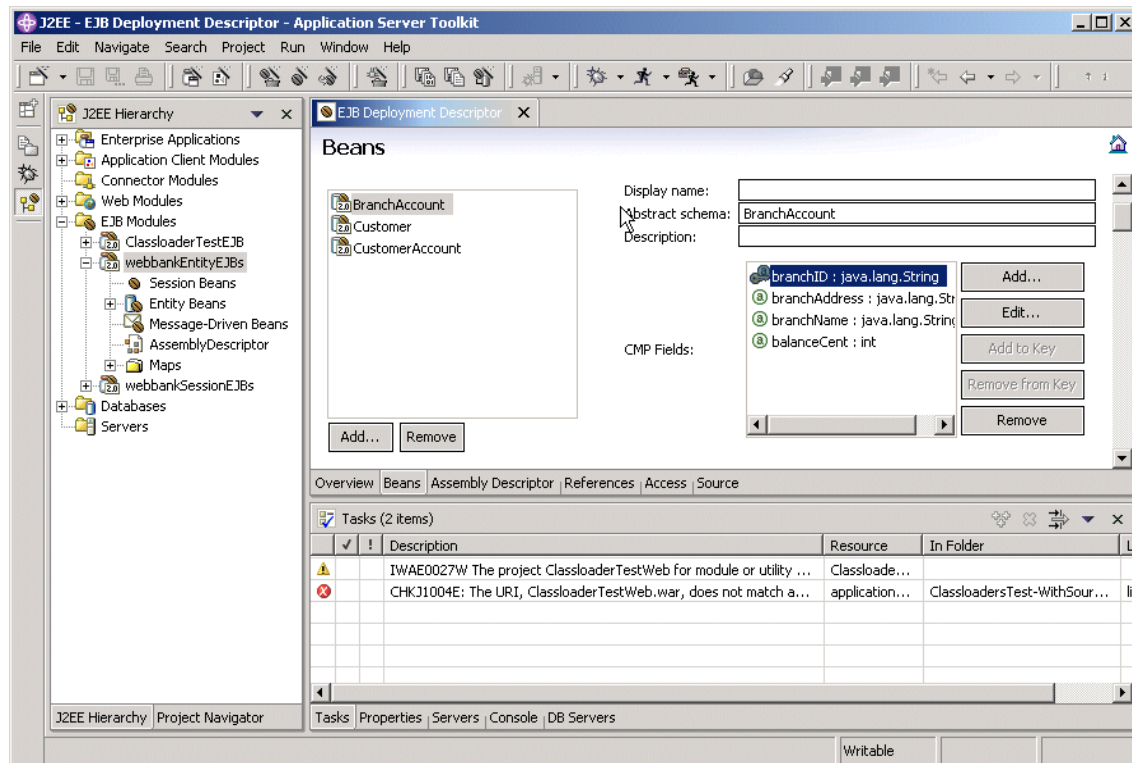 J2EE - EJB Deployment Descriptor - Application Server Toolkit
File Edit Navigate Search Project Run Window Help
J2EE Hierarchy
Enterprise Applications
Application Client Modules
Connector Modules
Web Modules
EJB Modules
ClassloaderTestEJB
webbankEntityEJBs
Session Beans
Entity Beans
Message-Driven Beans
AssemblyDescriptor
Maps
webbankSessionEJBs
Databases
Servers
J2EE Hierarchy Project Navigator
EJB Deployment Descriptor
Beans
BranchAccount
Customer
CustomerAccount
Add... Remove
Display name:
Abstract schema: BranchAccount
Description:
CMP Fields:
branchID : java.lang.String
branchAddress : java.lang.Str
branchName : java.lang.String
balanceCent : int
Add...
Edit...
Add to Key
Remove from Key
Remove
Overview Beans Assembly Descriptor References Access Source
Tasks (2 items)
! Description Resource In Folder L
IWAE0027W The project ClassloaderTestWeb for module or utility ... Classloade...
CHKJ1004E: The URI, ClassloaderTestWeb.war, does not match a... application... ClassloadersTest-WithSour... li
Tasks Properties Servers Console DB Servers
Writable